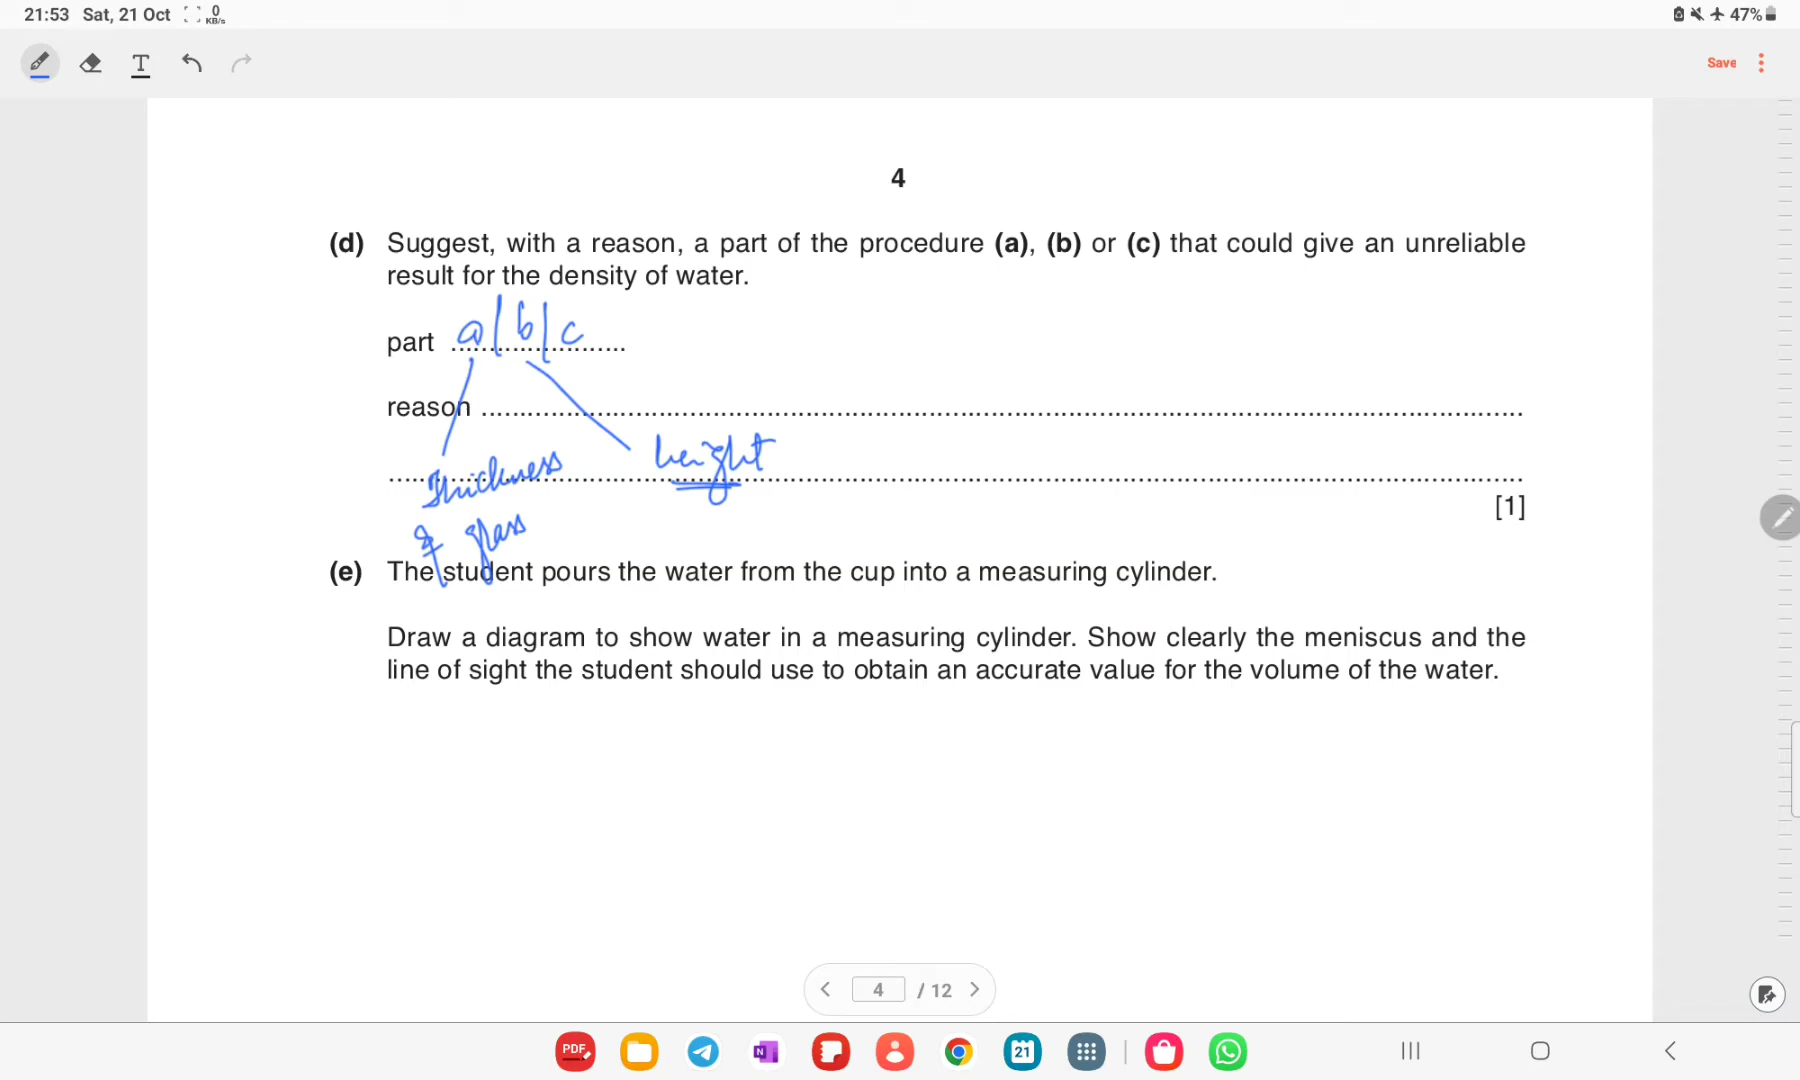 21:53 Sat, 21 Oct 0 KB/s 47%
T Save
4
(d) Suggest, with a reason, a part of the procedure (a), (b) or (c) that could give an unreliable
result for the density of water.
part a/b/c
reason
thickness height
of glass
[1]
(e) The student pours the water from the cup into a measuring cylinder.
Draw a diagram to show water in a measuring cylinder. Show clearly the meniscus and the
line of sight the student should use to obtain an accurate value for the volume of the water.
4 / 12
PDF N 21